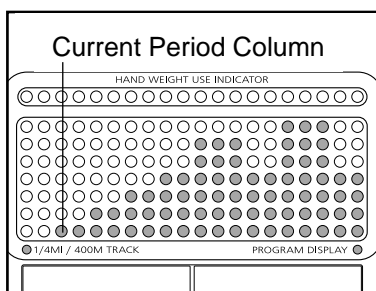 Current Period Column
HAND WEIGHT USE INDICATOR
1/4MI / 400M TRACK PROGRAM DISPLAY